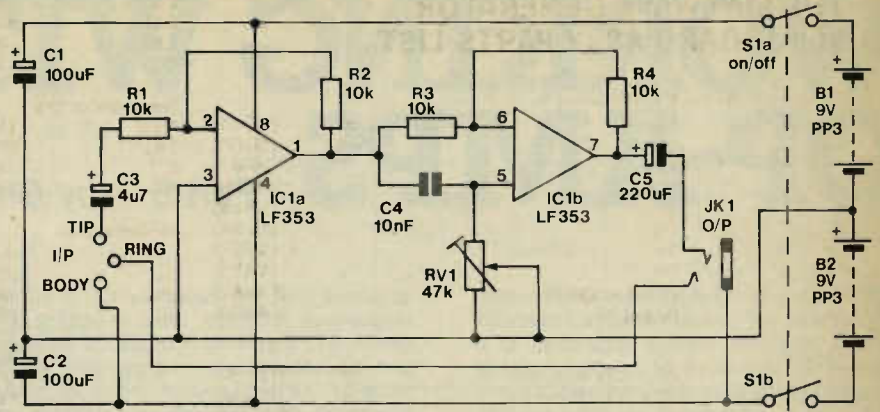 C1
100uF
R1
10k
R2
10k
R3
10k
R4
10k
S1a
on/off
B1
9V
PP3
2
8
1
3
4
6
7
5
IC1a
LF353
IC1b
LF353
C3
4u7
TIP
I/P
RING
BODY
C4
10nF
C5
220uF
JK1
O/P
RV1
47k
B2
9V
PP3
C2
100uF
S1b